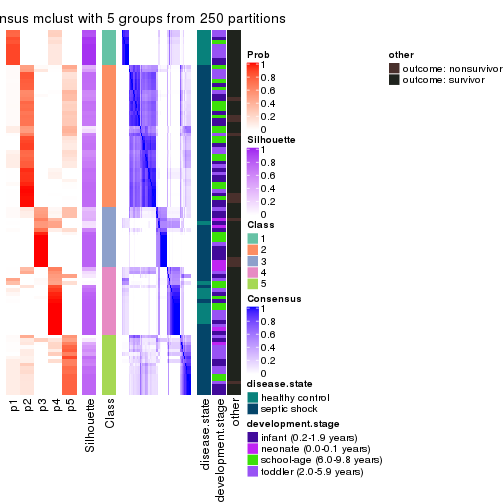 nsus mclust with 5 groups from 250 partitions
Prob
1
0.8
0.6
0.4
0.2
0
Silhouette
1
0.8
0.6
0.4
0.2
0
Class
1
2
3
4
5
Consensus
1
0.8
0.6
0.4
0.2
0
disease.state
healthy control
septic shock
development.stage
infant (0.2-1.9 years)
neonate (0.0-0.1 years)
school-age (6.0-9.8 years)
toddler (2.0-5.9 years)
other
outcome: nonsurvivor
outcome: survivor
p1
p2
p3
p4
p5
Silhouette
Class
disease.state
development.stage
other